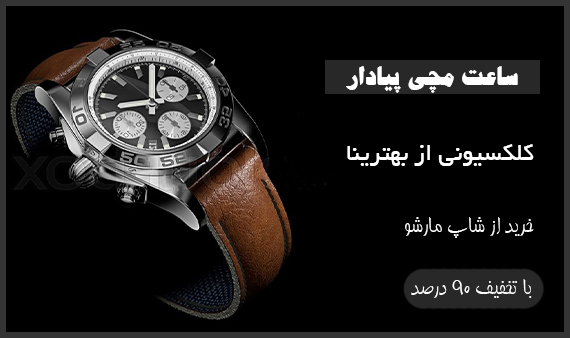 ساعت مچی پیادار
کلکسیونی از بهترینا
خرید از شاپ مارشو
با تخفیف ۹۰ درصد